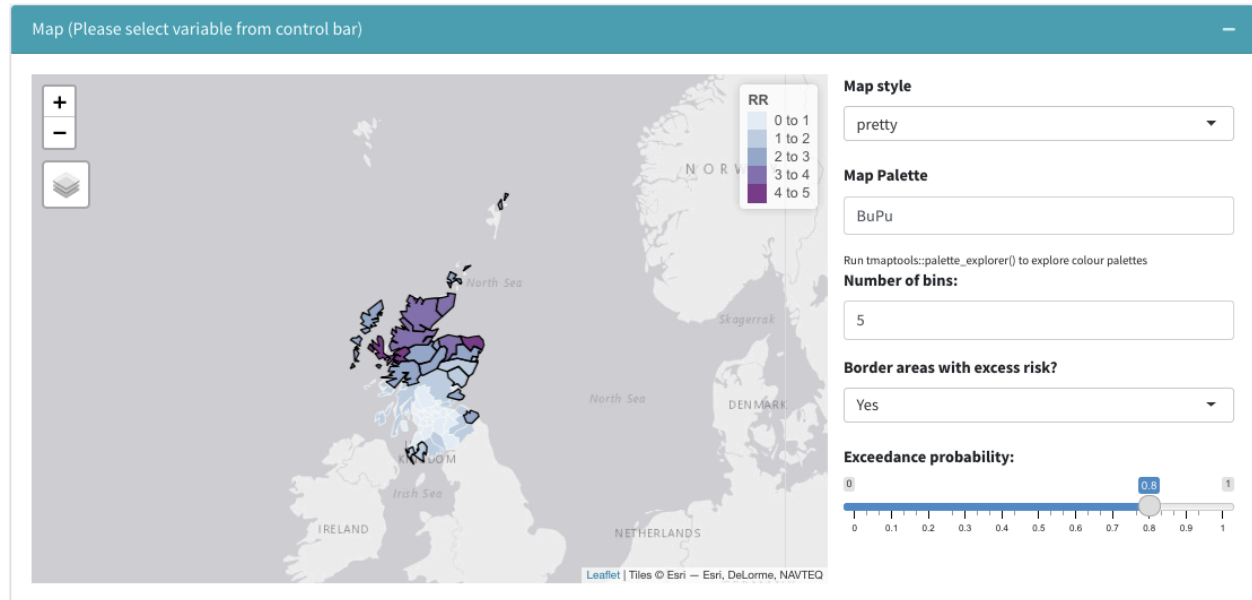 Map (Please select variable from control bar)
−
+
−
RR
0 to 1
1 to 2
2 to 3
3 to 4
4 to 5
NORW
North Sea
Skagerrak
North Sea
DENMARK
Irish Sea
IRELAND
NETHERLANDS
Leaflet | Tiles © Esri — Esri, DeLorme, NAVTEQ
Map style
pretty
Map Palette
BuPu
Run tmaptools::palette_explorer() to explore colour palettes
Number of bins:
5
Border areas with excess risk?
Yes
Exceedance probability:
0 0.8 1
0 0.1 0.2 0.3 0.4 0.5 0.6 0.7 0.8 0.9 1